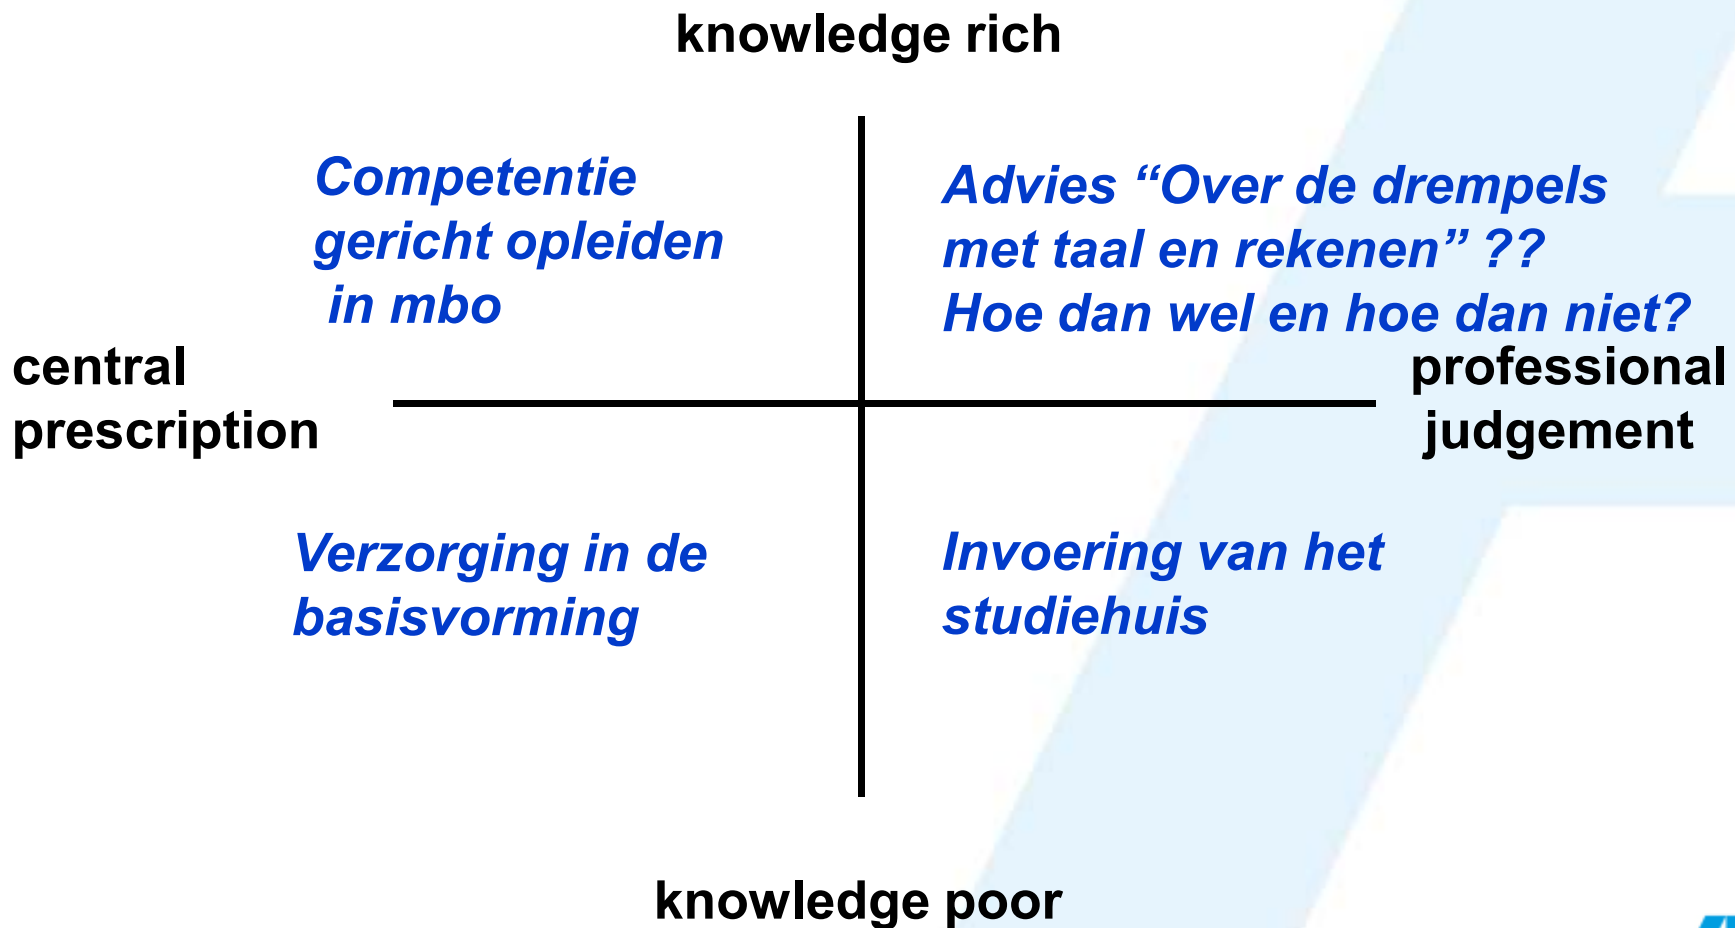 knowledge rich
Competentie
gericht opleiden
in mbo
Advies “Over de drempels
met taal en rekenen” ??
Hoe dan wel en hoe dan niet?
central
prescription
professional
judgement
Verzorging in de
basisvorming
Invoering van het
studiehuis
knowledge poor